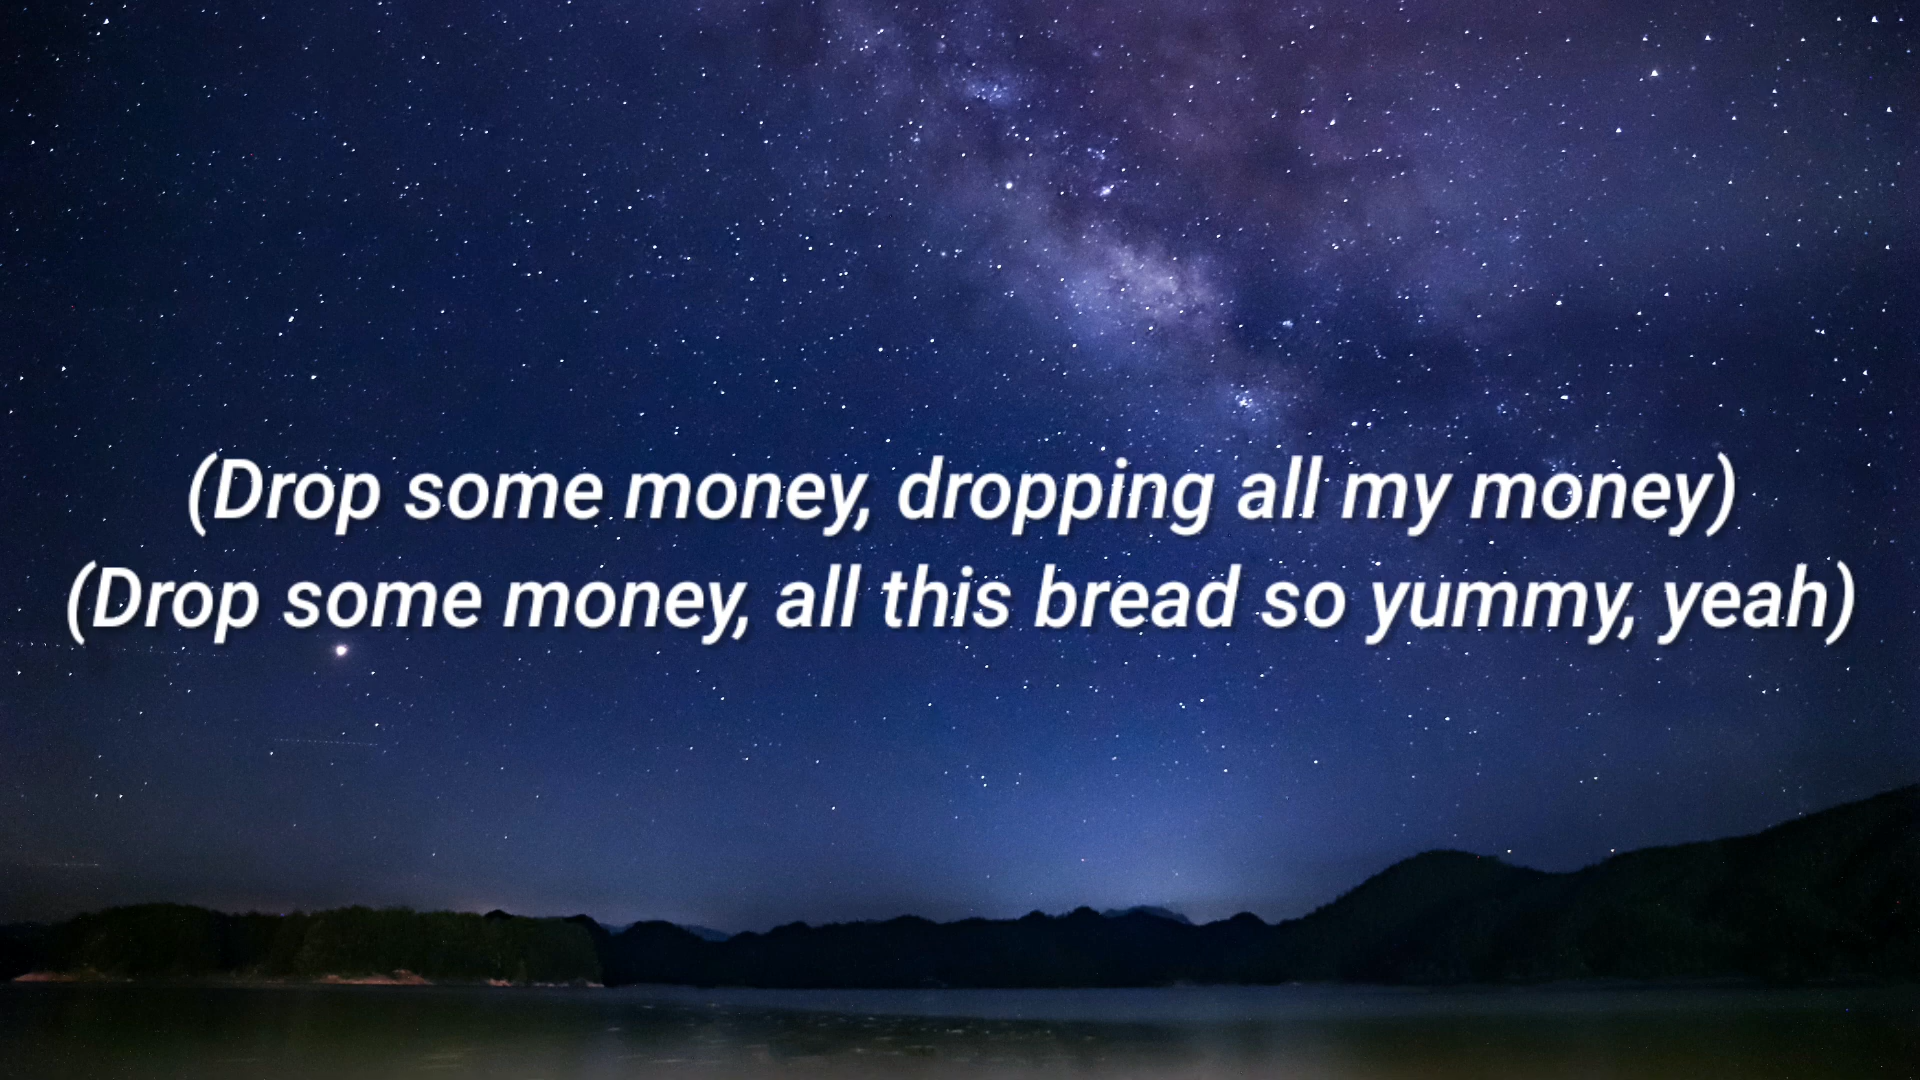 (Drop some money, dropping all my money)
(Drop some money, all this bread so yummy, yeah)